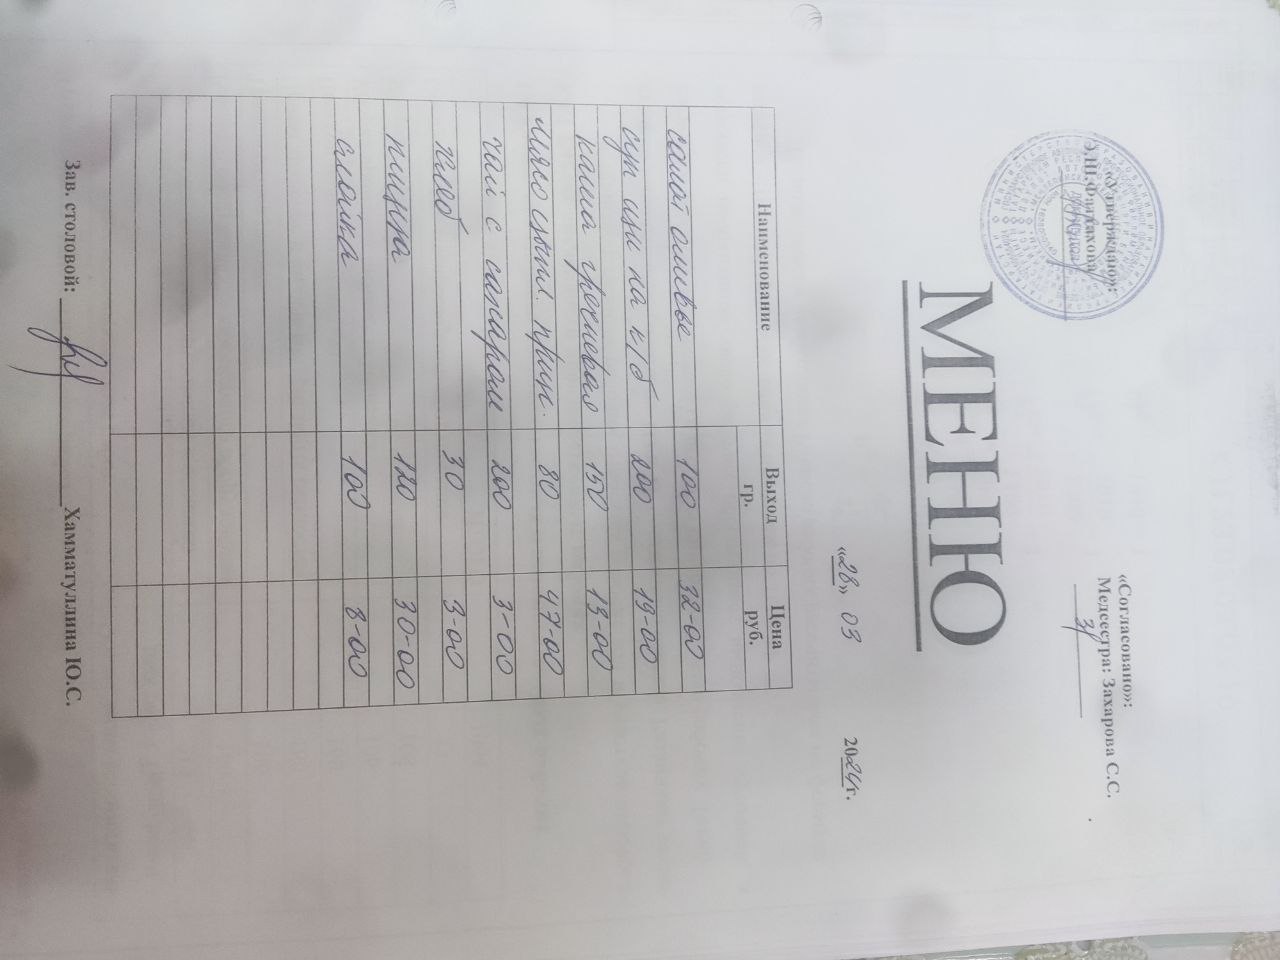 «Утверждаю»:
«Согласовано»:
Медсестра: Захарова С.С.
МЕНЮ
«28» 03 2024г.
Наименование Выход гр. Цена руб.
салат оливье 100 32-00
суп щи на к/б 200 19-00
каша гречневая 150 13-00
мясо цыпл. 80 47-00
чай с сахаром 200 3-00
хлеб 30 3-00
пицца 120 30-00
слойка 100 8-00
Зав. столовой: Хамматуллина Ю.С.